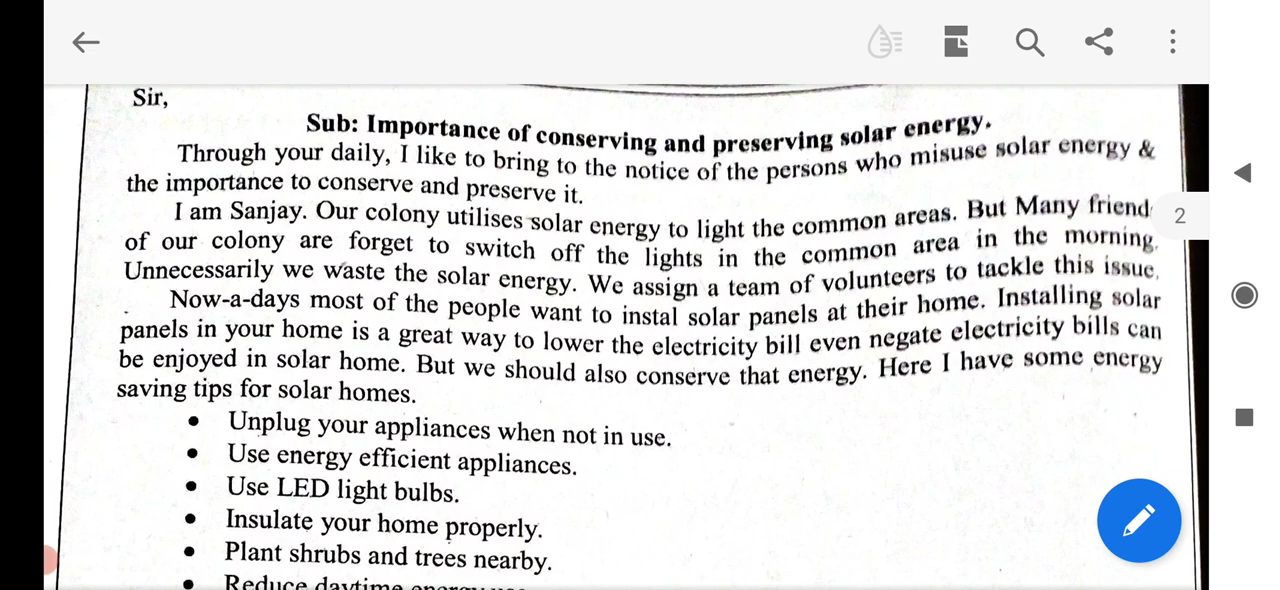 Sir,
Sub: Importance of conserving and preserving solar energy.
Through your daily, I like to bring to the notice of the persons who misuse solar energy &
the importance to conserve and preserve it.
I am Sanjay. Our colony utilises solar energy to light the common areas. But Many friend
2
of our colony are forget to switch off the lights in the common area in the morning.
Unnecessarily we waste the solar energy. We assign a team of volunteers to tackle this issue.
Now-a-days most of the people want to instal solar panels at their home. Installing solar
panels in your home is a great way to lower the electricity bill even negate electricity bills can
be enjoyed in solar home. But we should also conserve that energy. Here I have some energy
saving tips for solar homes.
• Unplug your appliances when not in use.
• Use energy efficient appliances.
• Use LED light bulbs.
• Insulate your home properly.
• Plant shrubs and trees nearby.
• Reduce daytime energy